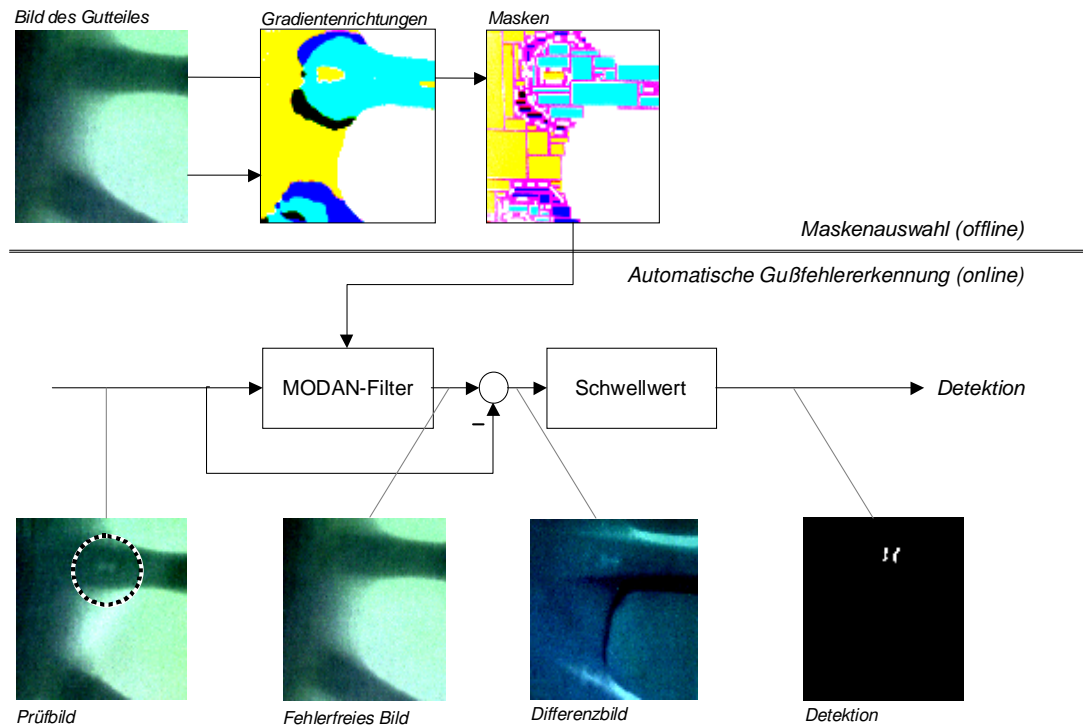 Bild des Gutteiles
Gradientenrichtungen
Masken
Maskenauswahl (offline)
Automatische Gußfehlererkennung (online)
MODAN-Filter
–
Schwellwert
Detektion
Prüfbild
Fehlerfreies Bild
Differenzbild
Detektion